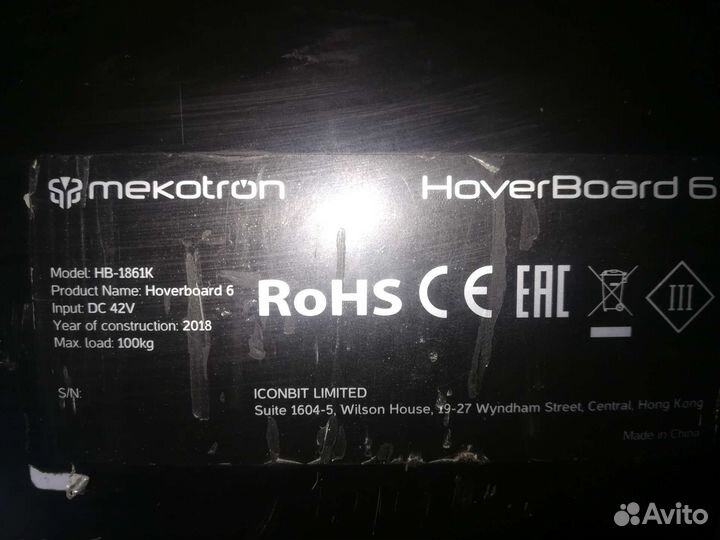 mekotron
HoverBoard 6
Model: HB-1861K
Product Name: Hoverboard 6
Input: DC 42V
Year of construction: 2018
Max. load: 100kg
RoHS CE EAC
III
S/N:
ICONBIT LIMITED
Suite 1604-5, Wilson House, 19-27 Wyndham Street, Central, Hong Kong
Made in China
Avito